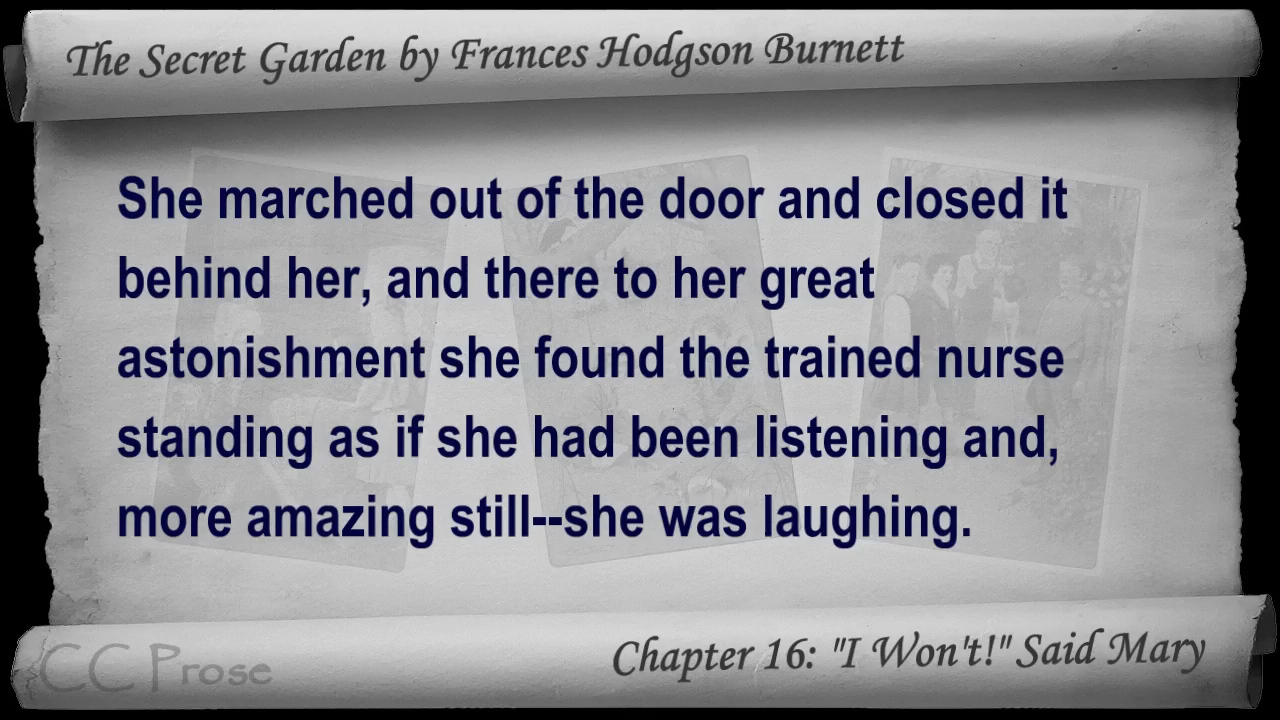 The Secret Garden by Frances Hodgson Burnett
She marched out of the door and closed it
behind her, and there to her great
astonishment she found the trained nurse
standing as if she had been listening and,
more amazing still--she was laughing.
CC Prose
Chapter 16: "I Won't!" Said Mary